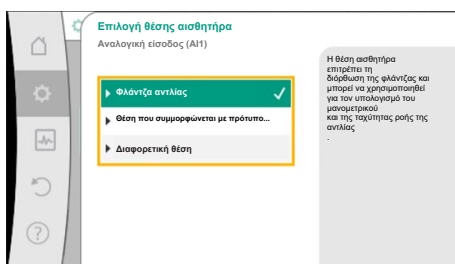 Επιλογή θέσης αισθητήρα
Αναλογική είσοδος (AI1)
Φλάντζα αντλίας
Θέση που συμμορφώνεται με πρότυπο...
Διαφορετική θέση
Η θέση αισθητήρα
επιτρέπει τη
διόρθωση της φλάντζας και
μπορεί να χρησιμοποιηθεί
για τον υπολογισμό του
μανομετρικού
και της ταχύτητας ροής της
αντλίας
.